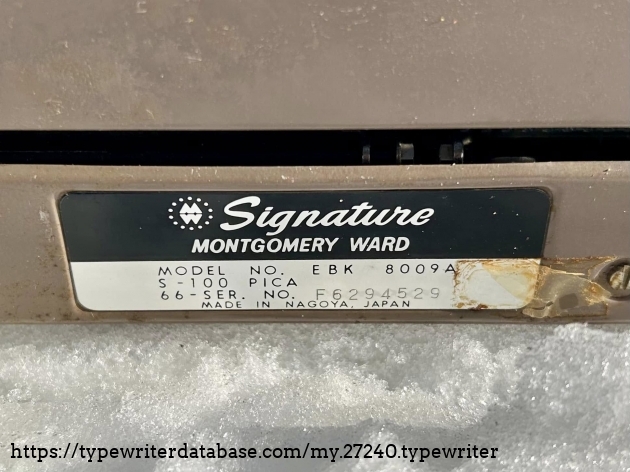 Signature
MONTGOMERY WARD
MODEL NO. EBK 8009A
S-100 PICA
66-SER. NO. F6294529
MADE IN NAGOYA, JAPAN
https://typewriterdatabase.com/my.27240.typewriter